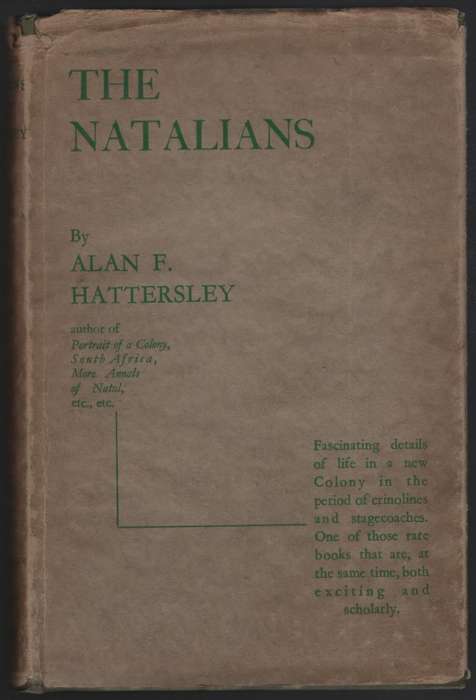 THE
NATALIANS
By
ALAN F.
HATTERSLEY
author of
Portrait of a Colony,
South Africa,
More Annals
of Natal,
etc., etc.
Fascinating details
of life in a new
Colony in the
period of crinolines
and stagecoaches.
One of those rare
books that are, at
the same time, both
exciting and
scholarly.